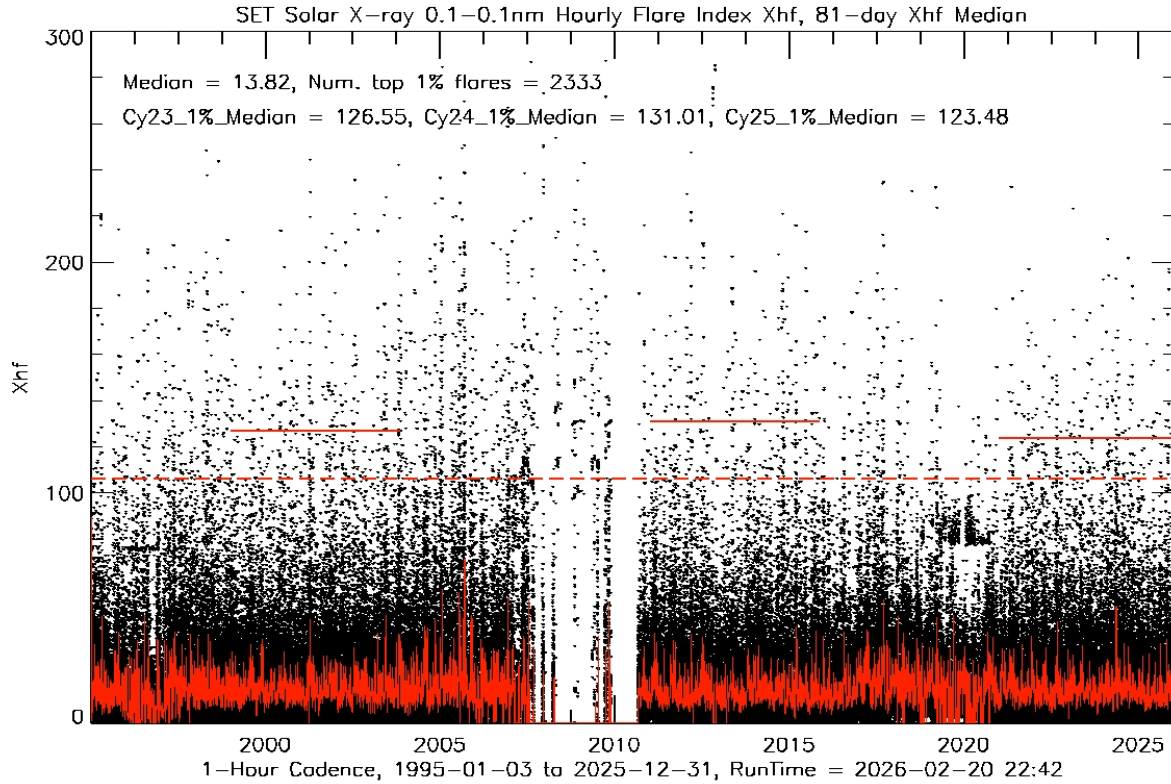 SET Solar X-ray 0.1-0.1nm Hourly Flare Index Xhf, 81-day Xhf Median
300
Median = 13.82, Num. top 1% flares = 2333
Cy23_1%_Median = 126.55, Cy24_1%_Median = 131.01, Cy25_1%_Median = 123.48
200
Xhf
100
0
2000 2005 2010 2015 2020 2025
1-Hour Cadence, 1995-01-03 to 2025-12-31, RunTime = 2026-02-20 22:42